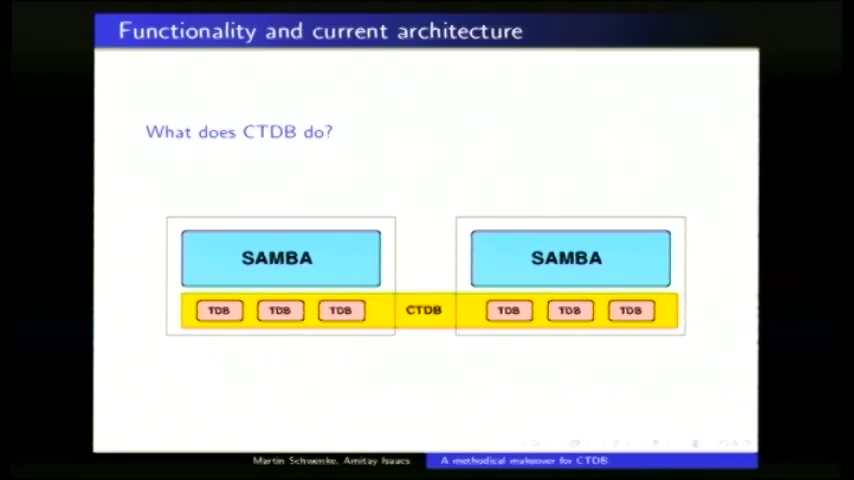 Functionality and current architecture
What does CTDB do?
SAMBA SAMBA
TDB TDB TDB CTDB TDB TDB TDB
Martin Schwenke, Amitay Isaacs A methodical makeover for CTDB